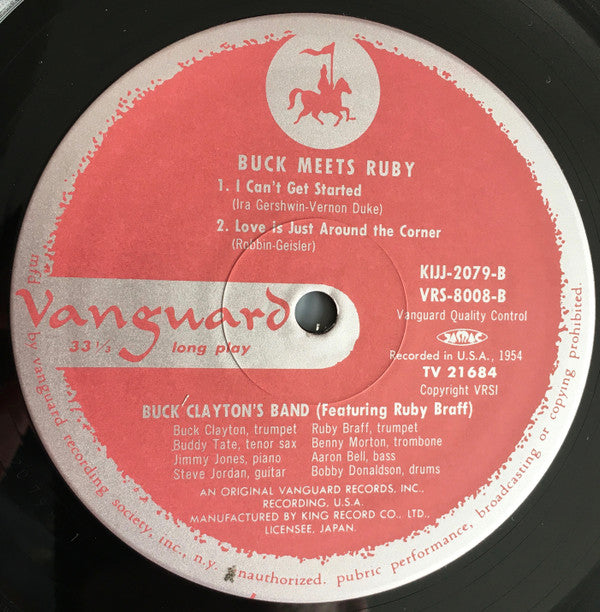 BUCK MEETS RUBY
1. I Can't Get Started
(Ira Gershwin-Vernon Duke)
2. Love is Just Around the Corner
(Robbin-Geisler)
KIJJ-2079-B
VRS-8008-B
Vanguard Quality Control
JASRAC
Recorded in U.S.A., 1954
TV 21684
Copyright VRSI
Vanguard
33 1/3 long play
BUCK CLAYTON'S BAND (Featuring Ruby Braff)
Buck Clayton, trumpet Ruby Braff, trumpet
Buddy Tate, tenor sax Benny Morton, trombone
Jimmy Jones, piano Aaron Bell, bass
Steve Jordan, guitar Bobby Donaldson, drums
AN ORIGINAL VANGUARD RECORDS, INC.,
RECORDING, U.S.A.
MANUFACTURED BY KING RECORD CO., LTD.,
LICENSEE, JAPAN.
mfd by vanguard recording society, inc., n.y. Unauthorized. pubric performance, broadcasting or copying prohibited.